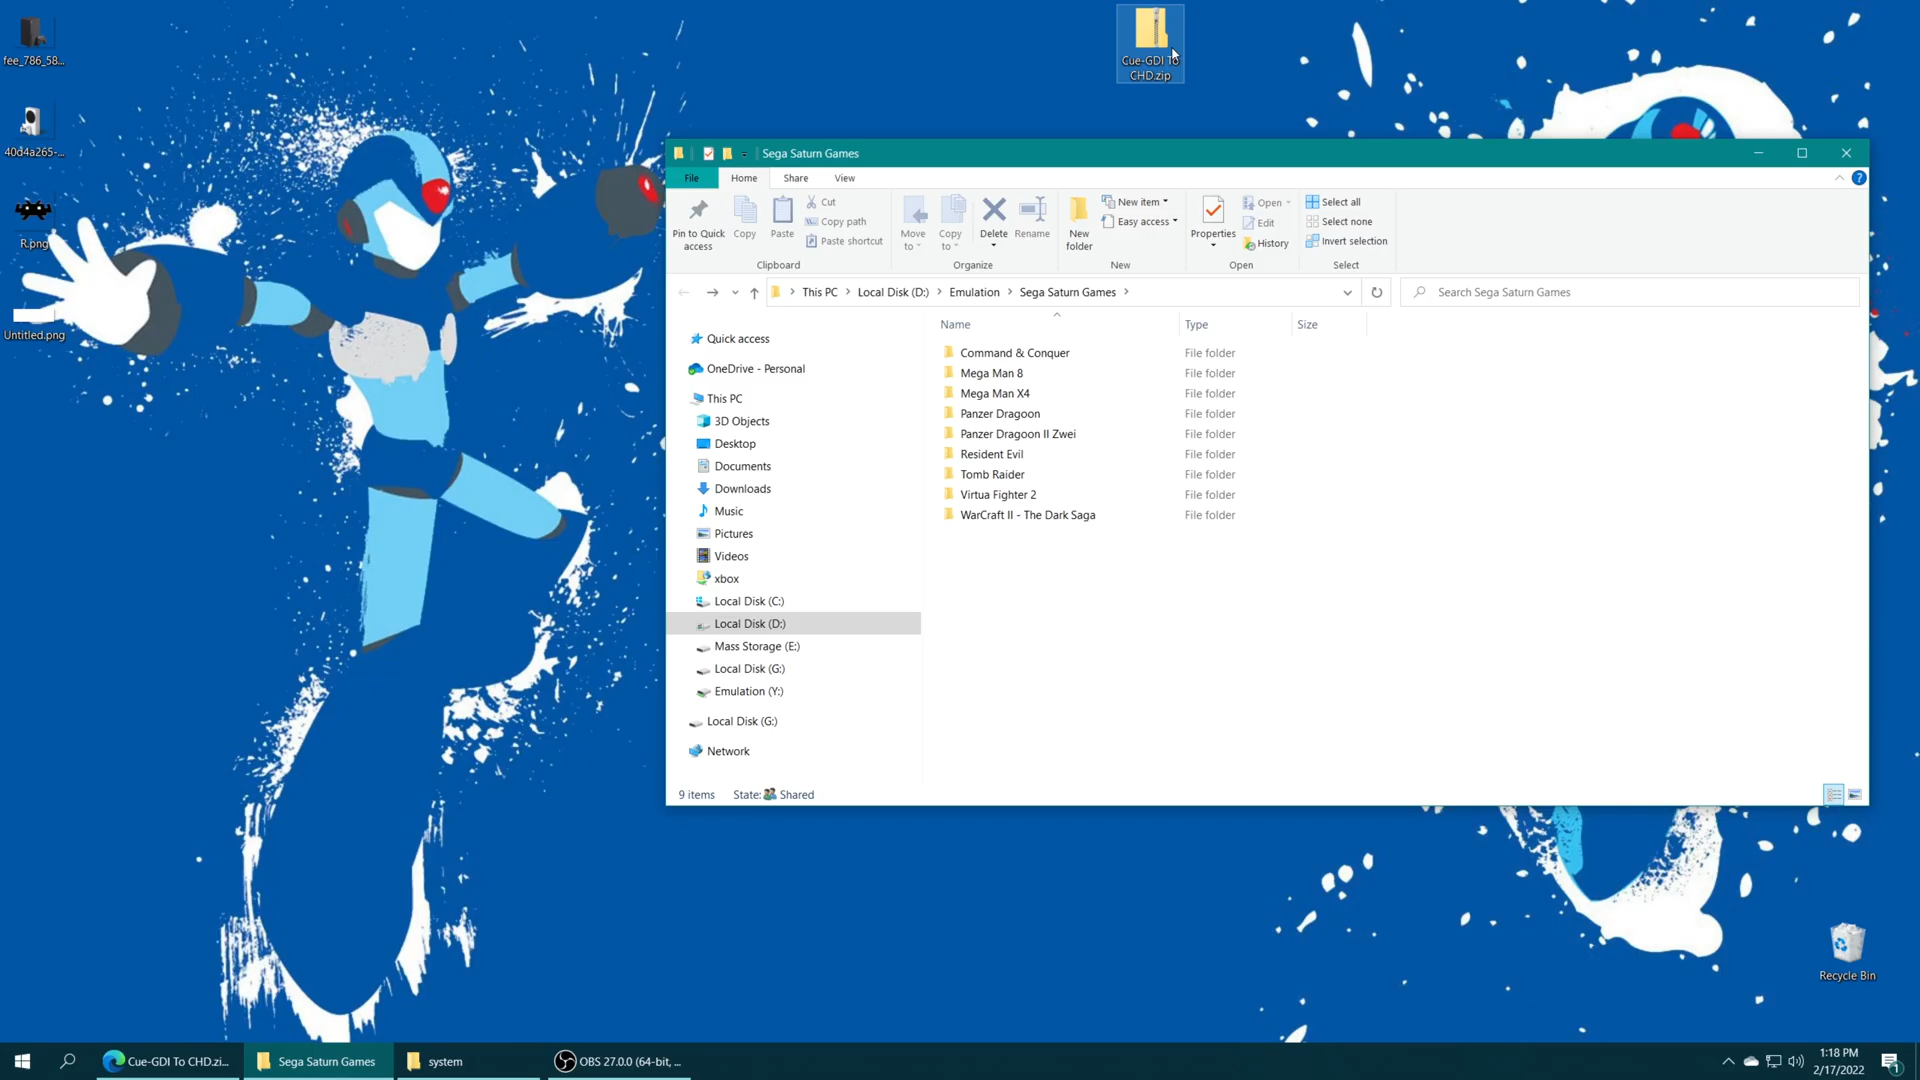 fee_786_58...
40d4a265-...
R.png
Untitled.png
Cue-GDI To
CHD.zip
Sega Saturn Games
File
Home
Share
View
Pin to Quick
access
Copy
Paste
Cut
Copy path
Paste shortcut
Clipboard
Move
to
Copy
to
Delete
Rename
Organize
New
folder
New item
Easy access
New
Properties
Open
Edit
History
Open
Select all
Select none
Invert selection
Select
This PC
Local Disk (D:)
Emulation
Sega Saturn Games
Search Sega Saturn Games
Quick access
OneDrive - Personal
This PC
3D Objects
Desktop
Documents
Downloads
Music
Pictures
Videos
xbox
Local Disk (C:)
Local Disk (D:)
Mass Storage (E:)
Local Disk (G:)
Emulation (Y:)
Local Disk (G:)
Network
Name Type Size
Command & Conquer File folder
Mega Man 8 File folder
Mega Man X4 File folder
Panzer Dragoon File folder
Panzer Dragoon II Zwei File folder
Resident Evil File folder
Tomb Raider File folder
Virtua Fighter 2 File folder
WarCraft II - The Dark Saga File folder
9 items State: Shared
Recycle Bin
Cue-GDI To CHD.zi...
Sega Saturn Games
system
OBS 27.0.0 (64-bit, ...
1:18 PM
2/17/2022
1